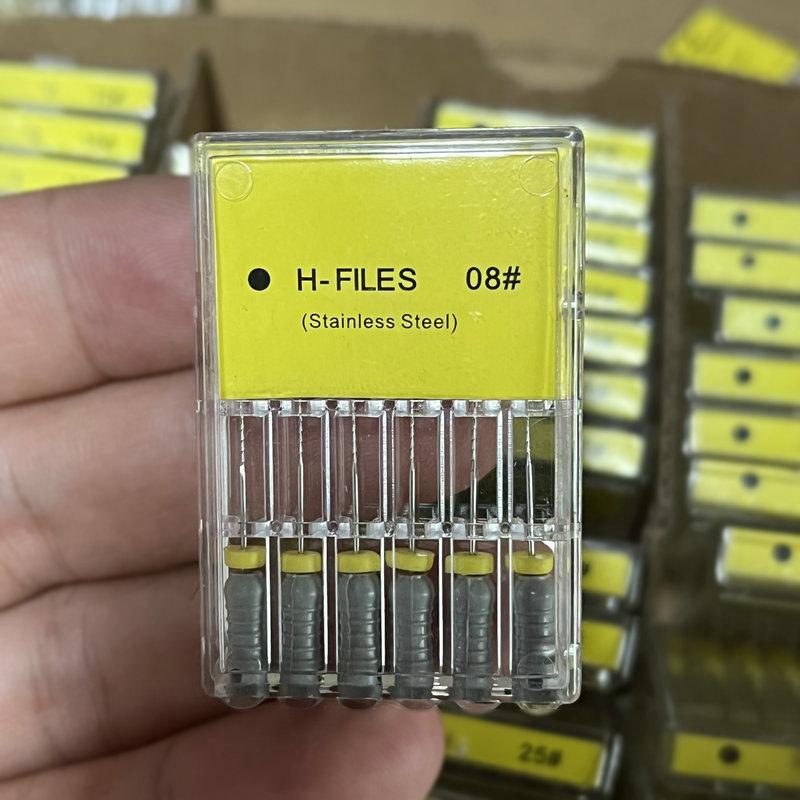 H-FILES 08#
(Stainless Steel)
25#